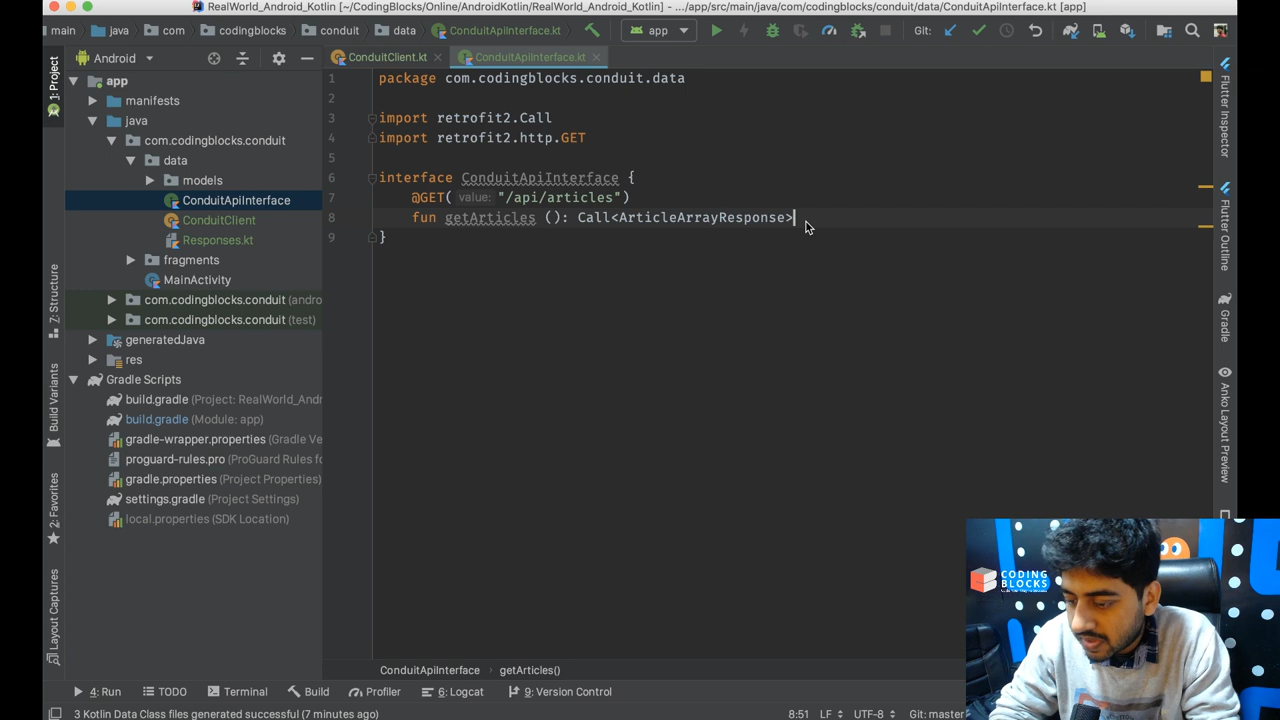 RealWorld_Android_Kotlin [~/CodingBlocks/Online/AndroidKotlin/RealWorld_Android_Kotlin] - .../app/src/main/java/com/codingblocks/conduit/data/ConduitApiInterface.kt [app]
main java com codingblocks conduit data ConduitApiInterface.kt app Git:
Android ConduitClient.kt ConduitApiInterface.kt
1: Project
Z: Structure
Build Variants
2: Favorites
Layout Captures
app
manifests
java
com.codingblocks.conduit
data
models
ConduitApiInterface
ConduitClient
Responses.kt
fragments
MainActivity
com.codingblocks.conduit (andro
com.codingblocks.conduit (test)
generatedJava
res
Gradle Scripts
build.gradle (Project: RealWorld_Andr
build.gradle (Module: app)
gradle-wrapper.properties (Gradle Ve
proguard-rules.pro (ProGuard Rules fo
gradle.properties (Project Settings)
settings.gradle (Project Settings)
local.properties (SDK Location)
1 package com.codingblocks.conduit.data
2
3 import retrofit2.Call
4 import retrofit2.http.GET
5
6 interface ConduitApiInterface {
7 @GET( value: "/api/articles")
8 fun getArticles (): Call<ArticleArrayResponse>
9 }
Flutter Inspector
Flutter Outline
Gradle
Anko Layout Preview
CODING
BLOCKS
ConduitApiInterface getArticles()
4: Run TODO Terminal Build Profiler 6: Logcat 9: Version Control
3 Kotlin Data Class files generated successful (7 minutes ago) 8:51 LF UTF-8 Git: master